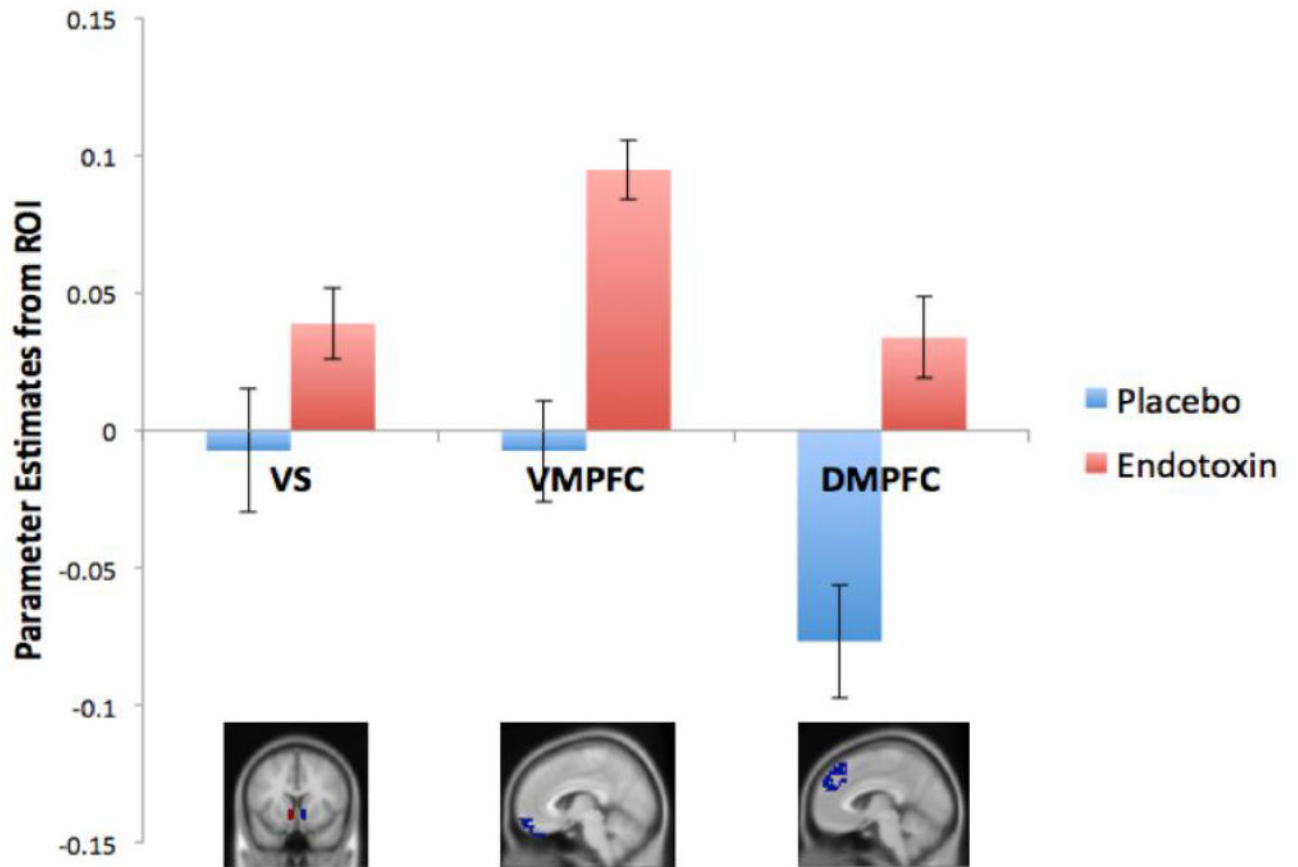 0.15
0.1
0.05
0
-0.05
-0.1
-0.15
Parameter Estimates from ROI
VS
VMPFC
DMPFC
Placebo
Endotoxin